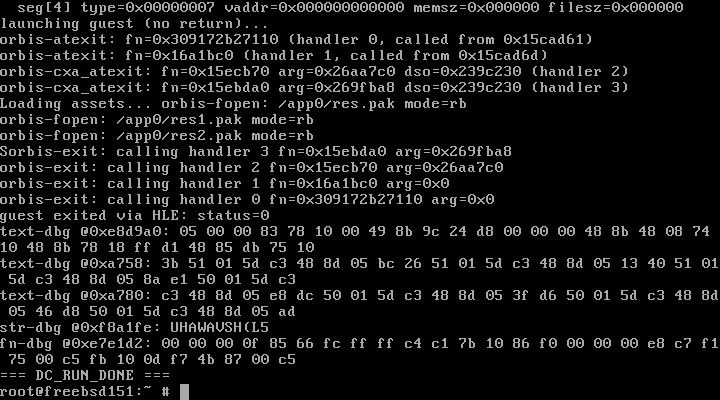 seg[4] type=0x00000007 vaddr=0x000000000000 memsz=0x000000 filesz=0x000000
launching guest (no return)...
orbis-atexit: fn=0x309172b27110 (handler 0, called from 0x15cad61)
orbis-atexit: fn=0x16a1bc0 (handler 1, called from 0x15cad6d)
orbis-cxa_atexit: fn=0x15ecb70 arg=0x26aa7c0 dso=0x239c230 (handler 2)
orbis-cxa_atexit: fn=0x15ebda0 arg=0x269fba8 dso=0x239c230 (handler 3)
Loading assets... orbis-fopen: /app0/res.pak mode=rb
orbis-fopen: /app0/res1.pak mode=rb
orbis-fopen: /app0/res2.pak mode=rb
Sorbis-exit: calling handler 3 fn=0x15ebda0 arg=0x269fba8
orbis-exit: calling handler 2 fn=0x15ecb70 arg=0x26aa7c0
orbis-exit: calling handler 1 fn=0x16a1bc0 arg=0x0
orbis-exit: calling handler 0 fn=0x309172b27110 arg=0x0
guest exited via HLE: status=0
text-dbg @0xe8d9a0: 05 00 00 83 78 10 00 49 8b 9c 24 d8 00 00 00 48 8b 48 08 74
10 48 8b 78 18 ff d1 48 85 db 75 10
text-dbg @0xa758: 3b 51 01 5d c3 48 8d 05 bc 26 51 01 5d c3 48 8d 05 13 40 51 01
 5d c3 48 8d 05 8a e1 50 01 5d c3
text-dbg @0xa780: c3 48 8d 05 e8 dc 50 01 5d c3 48 8d 05 3f d6 50 01 5d c3 48 8d
 05 46 d8 50 01 5d c3 48 8d 05 ad
str-dbg @0xf8a1fe: UHAWAVSH(L5
fn-dbg @0xe7e1d2: 00 00 00 0f 85 66 fc ff ff c4 c1 7b 10 86 f0 00 00 00 e8 c7 f1
 75 00 c5 fb 10 0d f7 4b 87 00 c5
=== DC_RUN_DONE ===
root@freebsd151:~ #